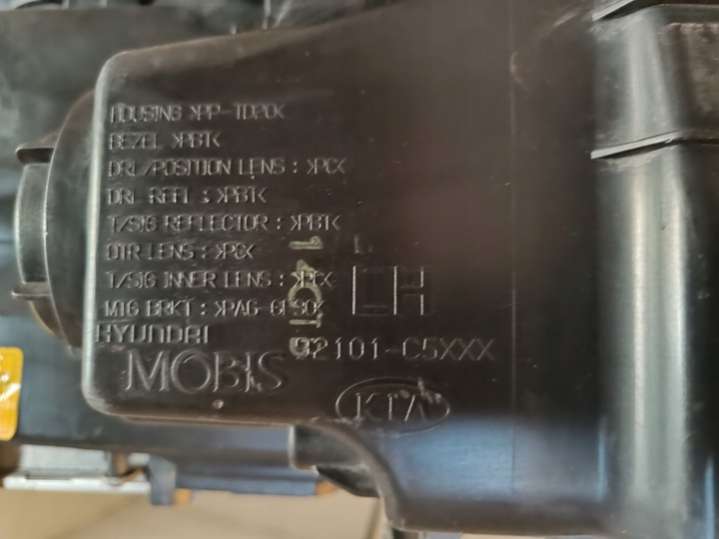 HOUSING >PP-TD20<
BEZEL >PBT<
DRL/POSITION LENS : >PC<
DRL REFL : >PBT<
T/SIG REFLECTOR : >PBT<
OTR LENS : >PC<
T/SIG INNER LENS : >PC<
MTG BRKT : >PA6-GF30<
LH
HYUNDAI
92101-C5XXX
MOBIS
KIA